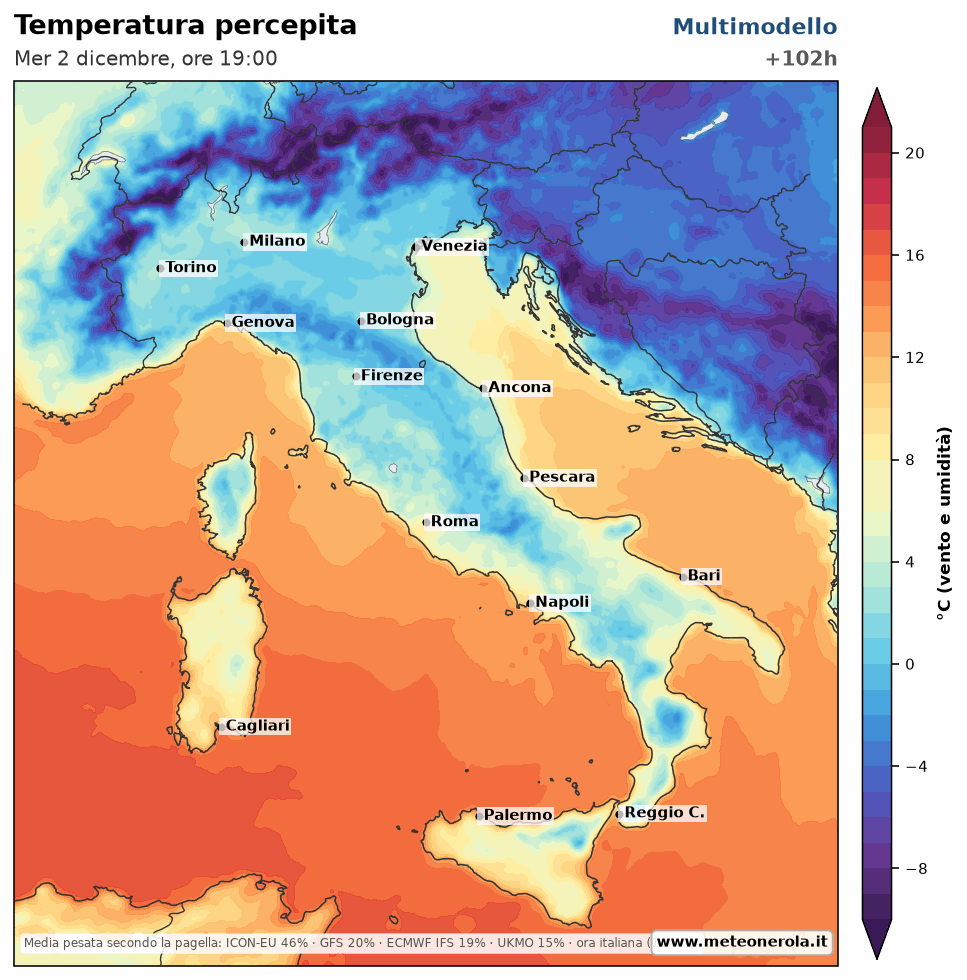 Temperatura percepita
Multimodello
Mer 2 dicembre, ore 19:00
+102h
Milano
Venezia
Torino
Genova
Bologna
Firenze
Ancona
Pescara
Roma
Bari
Napoli
Cagliari
Palermo
Reggio C.
20
16
12
8
4
0
−4
−8
°C (vento e umidità)
Media pesata secondo la pagella: ICON-EU 46% · GFS 20% · ECMWF IFS 19% · UKMO 15% · ora italiana (
www.meteonerola.it